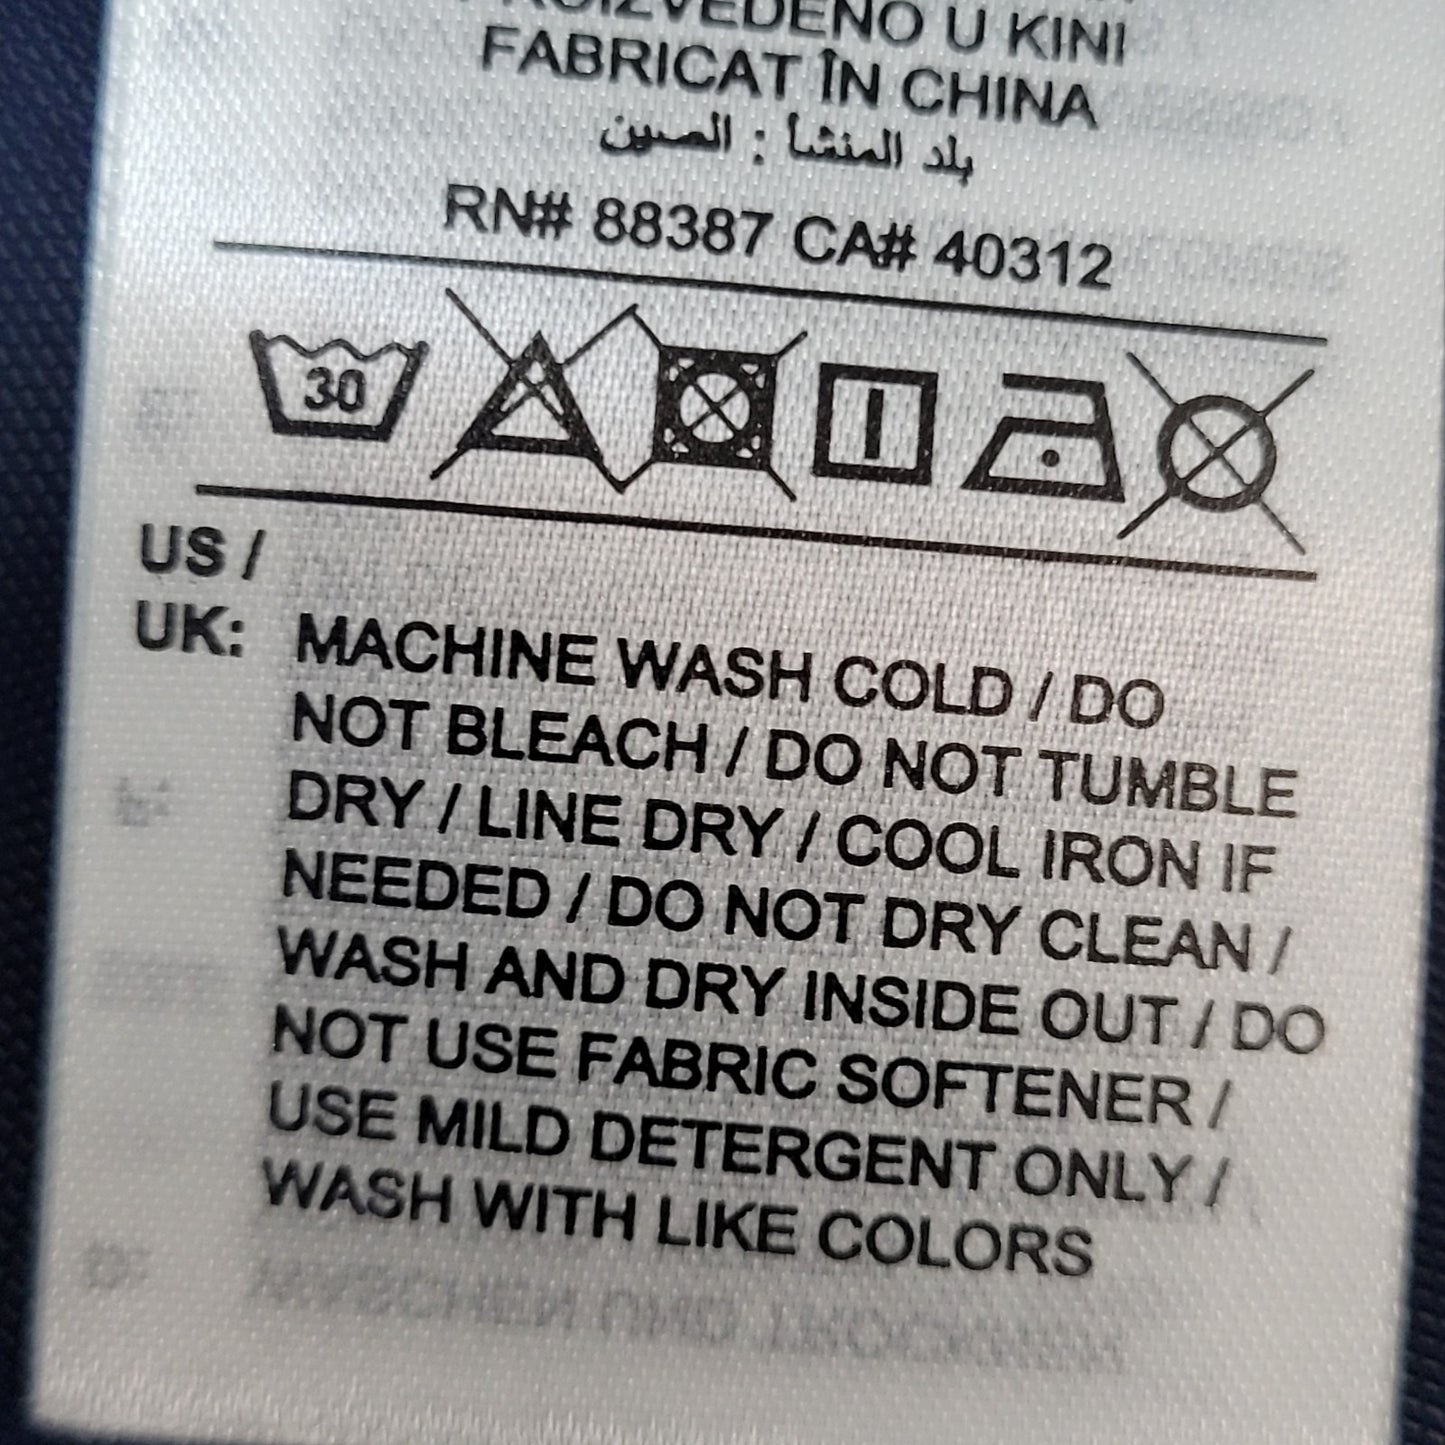 PROIZVEDENO U KINI
FABRICAT ÎN CHINA
بلد المنشأ : الصين
RN# 88387 CA# 40312
30
US /
UK: MACHINE WASH COLD / DO
NOT BLEACH / DO NOT TUMBLE
DRY / LINE DRY / COOL IRON IF
NEEDED / DO NOT DRY CLEAN /
WASH AND DRY INSIDE OUT / DO
NOT USE FABRIC SOFTENER /
USE MILD DETERGENT ONLY /
WASH WITH LIKE COLORS